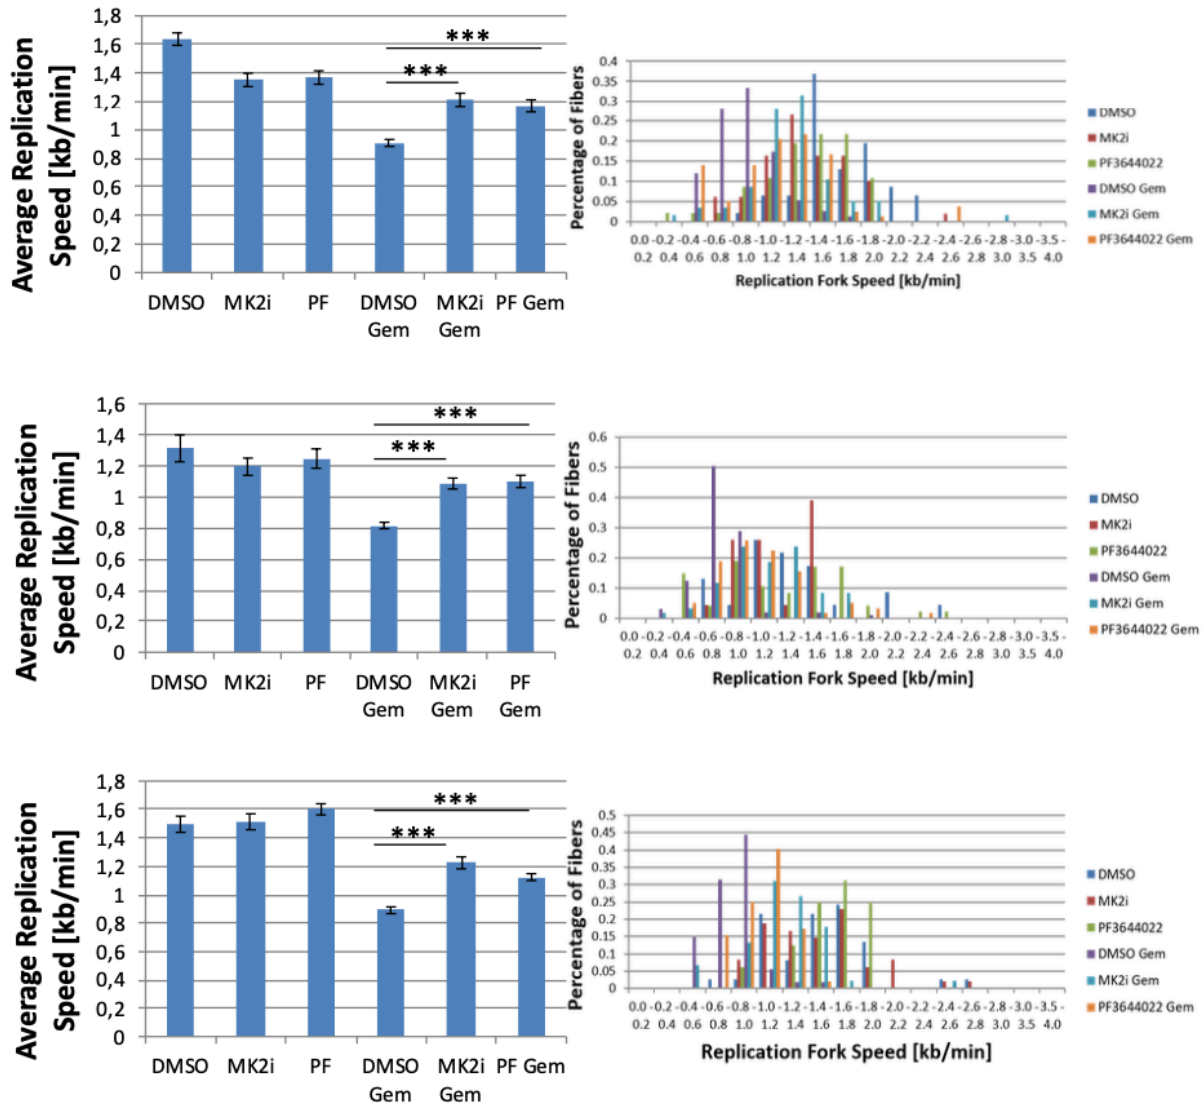 Average Replication
Speed [kb/min]
1,8
1,6
1,4
1,2
1
0,8
0,6
0,4
0,2
0
***
***
DMSO
MK2i
PF
DMSO
Gem
MK2i
Gem
PF Gem
Percentage of Fibers
0.4
0.35
0.3
0.25
0.2
0.15
0.1
0.05
0
0.0 -0.2 -0.4 -0.6 -0.8 -1.0 -1.2 -1.4 -1.6 -1.8 -2.0 -2.2 -2.4 -2.6 -2.8 -3.0 -3.5 -
0.2 0.4 0.6 0.8 1.0 1.2 1.4 1.6 1.8 2.0 2.2 2.4 2.6 2.8 3.0 3.5 4.0
Replication Fork Speed [kb/min]
DMSO
MK2i
PF3644022
DMSO Gem
MK2i Gem
PF3644022 Gem
Average Replication
Speed [kb/min]
1,6
1,4
1,2
1
0,8
0,6
0,4
0,2
0
***
***
DMSO
MK2i
PF
DMSO
Gem
MK2i
Gem
PF
Gem
Percentage of Fibers
0.6
0.5
0.4
0.3
0.2
0.1
0
0.0 -0.2 -0.4 -0.6 -0.8 -1.0 -1.2 -1.4 -1.6 -1.8 -2.0 -2.2 -2.4 -2.6 -2.8 -3.0 -3.5 -
0.2 0.4 0.6 0.8 1.0 1.2 1.4 1.6 1.8 2.0 2.2 2.4 2.6 2.8 3.0 3.5 4.0
Replication Fork Speed [kb/min]
DMSO
MK2i
PF3644022
DMSO Gem
MK2i Gem
PF3644022 Gem
Average Replication
Speed [kb/min]
1,8
1,6
1,4
1,2
1
0,8
0,6
0,4
0,2
0
***
***
DMSO
MK2i
PF
DMSO
Gem
MK2i
Gem
PF Gem
Percentage of Fibers
0.5
0.45
0.4
0.35
0.3
0.25
0.2
0.15
0.1
0.05
0
0.0 -0.2 -0.4 -0.6 -0.8 -1.0 -1.2 -1.4 -1.6 -1.8 -2.0 -2.2 -2.4 -2.6 -2.8 -3.0 -3.5 -
0.2 0.4 0.6 0.8 1.0 1.2 1.4 1.6 1.8 2.0 2.2 2.4 2.6 2.8 3.0 3.5 4.0
Replication Fork Speed [kb/min]
DMSO
MK2i
PF3644022
DMSO Gem
MK2i Gem
PF3644022 Gem